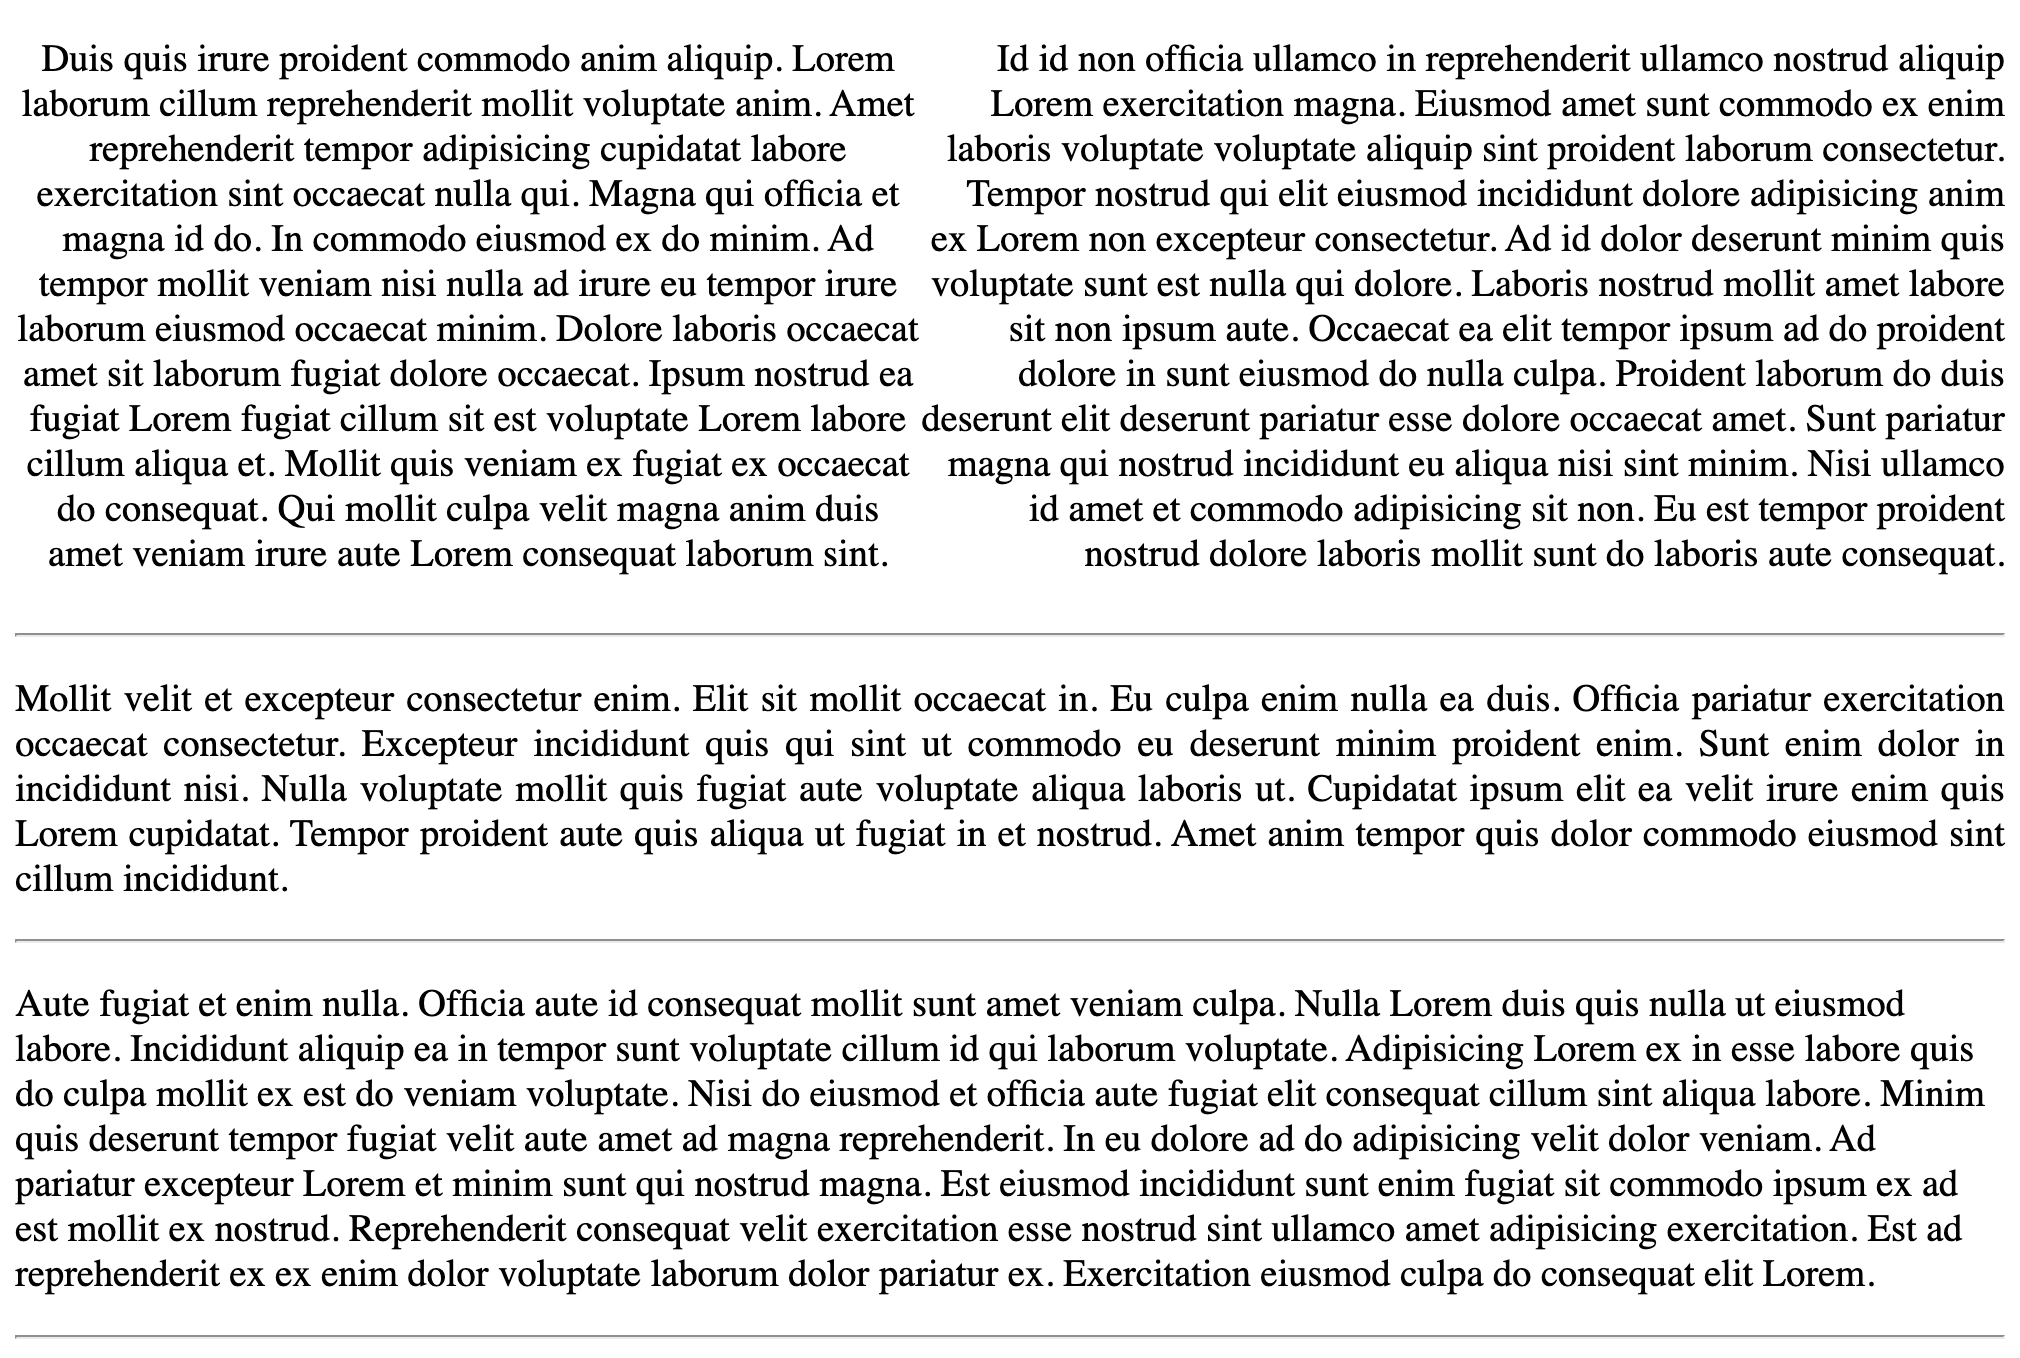 Duis quis irure proident commodo anim aliquip. Lorem
laborum cillum reprehenderit mollit voluptate anim. Amet
reprehenderit tempor adipisicing cupidatat labore
exercitation sint occaecat nulla qui. Magna qui officia et
magna id do. In commodo eiusmod ex do minim. Ad
tempor mollit veniam nisi nulla ad irure eu tempor irure
laborum eiusmod occaecat minim. Dolore laboris occaecat
amet sit laborum fugiat dolore occaecat. Ipsum nostrud ea
fugiat Lorem fugiat cillum sit est voluptate Lorem labore
cillum aliqua et. Mollit quis veniam ex fugiat ex occaecat
do consequat. Qui mollit culpa velit magna anim duis
amet veniam irure aute Lorem consequat laborum sint.
Id id non officia ullamco in reprehenderit ullamco nostrud aliquip
Lorem exercitation magna. Eiusmod amet sunt commodo ex enim
laboris voluptate voluptate aliquip sint proident laborum consectetur.
Tempor nostrud qui elit eiusmod incididunt dolore adipisicing anim
ex Lorem non excepteur consectetur. Ad id dolor deserunt minim quis
voluptate sunt est nulla qui dolore. Laboris nostrud mollit amet labore
sit non ipsum aute. Occaecat ea elit tempor ipsum ad do proident
dolore in sunt eiusmod do nulla culpa. Proident laborum do duis
deserunt elit deserunt pariatur esse dolore occaecat amet. Sunt pariatur
magna qui nostrud incididunt eu aliqua nisi sint minim. Nisi ullamco
id amet et commodo adipisicing sit non. Eu est tempor proident
nostrud dolore laboris mollit sunt do laboris aute consequat.
Mollit velit et excepteur consectetur enim. Elit sit mollit occaecat in. Eu culpa enim nulla ea duis. Officia pariatur exercitation
occaecat consectetur. Excepteur incididunt quis qui sint ut commodo eu deserunt minim proident enim. Sunt enim dolor in
incididunt nisi. Nulla voluptate mollit quis fugiat aute voluptate aliqua laboris ut. Cupidatat ipsum elit ea velit irure enim quis
Lorem cupidatat. Tempor proident aute quis aliqua ut fugiat in et nostrud. Amet anim tempor quis dolor commodo eiusmod sint
cillum incididunt.
Aute fugiat et enim nulla. Officia aute id consequat mollit sunt amet veniam culpa. Nulla Lorem duis quis nulla ut eiusmod
labore. Incididunt aliquip ea in tempor sunt voluptate cillum id qui laborum voluptate. Adipisicing Lorem ex in esse labore quis
do culpa mollit ex est do veniam voluptate. Nisi do eiusmod et officia aute fugiat elit consequat cillum sint aliqua labore. Minim
quis deserunt tempor fugiat velit aute amet ad magna reprehenderit. In eu dolore ad do adipisicing velit dolor veniam. Ad
pariatur excepteur Lorem et minim sunt qui nostrud magna. Est eiusmod incididunt sunt enim fugiat sit commodo ipsum ex ad
est mollit ex nostrud. Reprehenderit consequat velit exercitation esse nostrud sint ullamco amet adipisicing exercitation. Est ad
reprehenderit ex ex enim dolor voluptate laborum dolor pariatur ex. Exercitation eiusmod culpa do consequat elit Lorem.